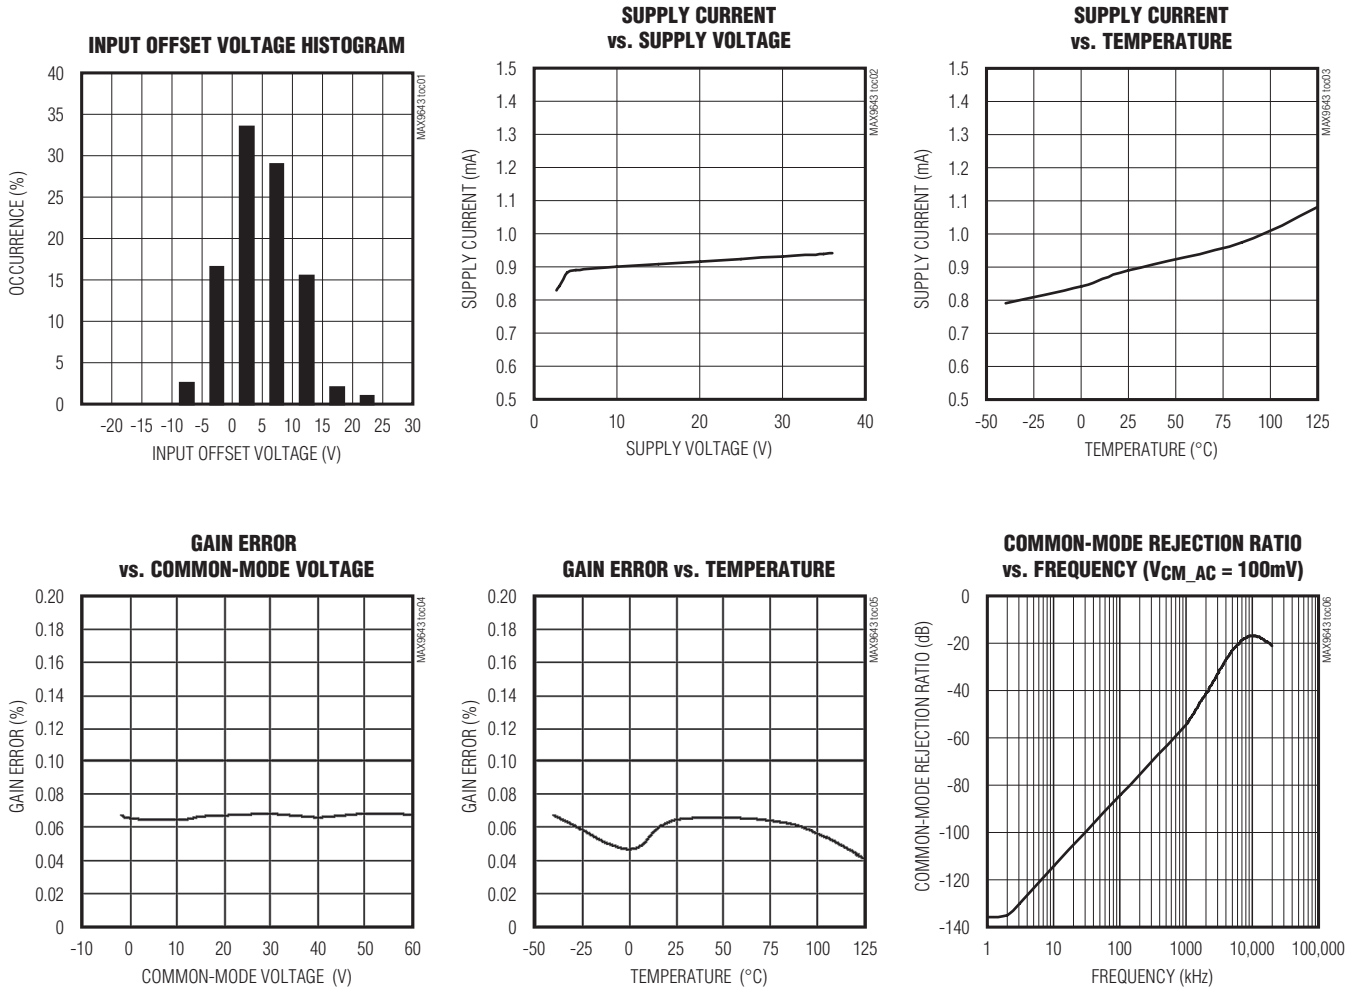 INPUT OFFSET VOLTAGE HISTOGRAM
MAX9643 toc01
OCCURRENCE (%)
40
35
30
25
20
15
10
5
0
-20 -15 -10 -5 0 5 10 15 20 25 30
INPUT OFFSET VOLTAGE (V)
SUPPLY CURRENT
vs. SUPPLY VOLTAGE
MAX9643 toc02
SUPPLY CURRENT (mA)
1.5
1.4
1.3
1.2
1.1
1.0
0.9
0.8
0.7
0.6
0.5
0 10 20 30 40
SUPPLY VOLTAGE (V)
SUPPLY CURRENT
vs. TEMPERATURE
MAX9643 toc03
SUPPLY CURRENT (mA)
1.5
1.4
1.3
1.2
1.1
1.0
0.9
0.8
0.7
0.6
0.5
-50 -25 0 25 50 75 100 125
TEMPERATURE (°C)
GAIN ERROR
vs. COMMON-MODE VOLTAGE
MAX9643 toc04
GAIN ERROR (%)
0.20
0.18
0.16
0.14
0.12
0.10
0.08
0.06
0.04
0.02
0
-10 0 10 20 30 40 50 60
COMMON-MODE VOLTAGE (V)
GAIN ERROR vs. TEMPERATURE
MAX9643 toc05
GAIN ERROR (%)
0.20
0.18
0.16
0.14
0.12
0.10
0.08
0.06
0.04
0.02
0
-50 -25 0 25 50 75 100 125
TEMPERATURE (°C)
COMMON-MODE REJECTION RATIO
vs. FREQUENCY (VCM_AC = 100mV)
MAX9643 toc06
COMMON-MODE REJECTION RATIO (dB)
0
-20
-40
-60
-80
-100
-120
-140
1 10 100 1000 10,000 100,000
FREQUENCY (kHz)